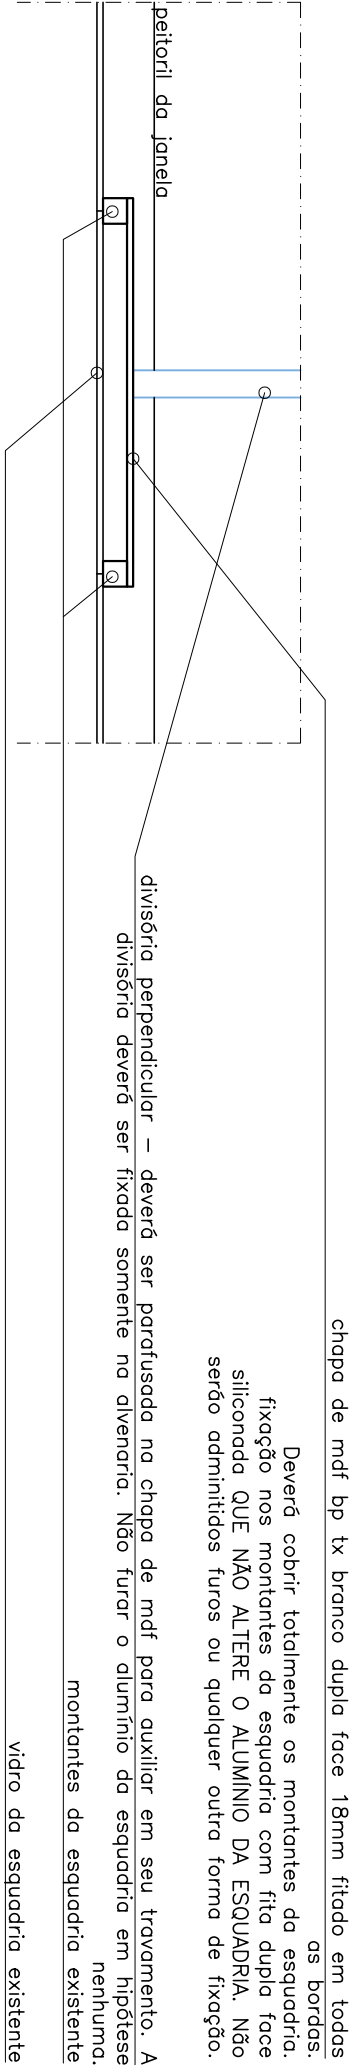 chapa de mdf bp tx branco dupla face 18mm fitado em todas
as bordas.
Deverá cobrir totalmente os montantes da esquadria.
fixação nos montantes da esquadria com fita dupla face
siliconada QUE NÃO ALTERE O ALUMÍNIO DA ESQUADRIA. Não
serão adminitidos furos ou qualquer outra forma de fixação.
peitoril da janela
divisória perpendicular – deverá ser parafusada na chapa de mdf para auxiliar em seu travamento. A
divisória deverá ser fixada somente na alvenaria. Não furar o alumínio da esquadria em hipótese
nenhuma.
montantes da esquadria existente
vidro da esquadria existente